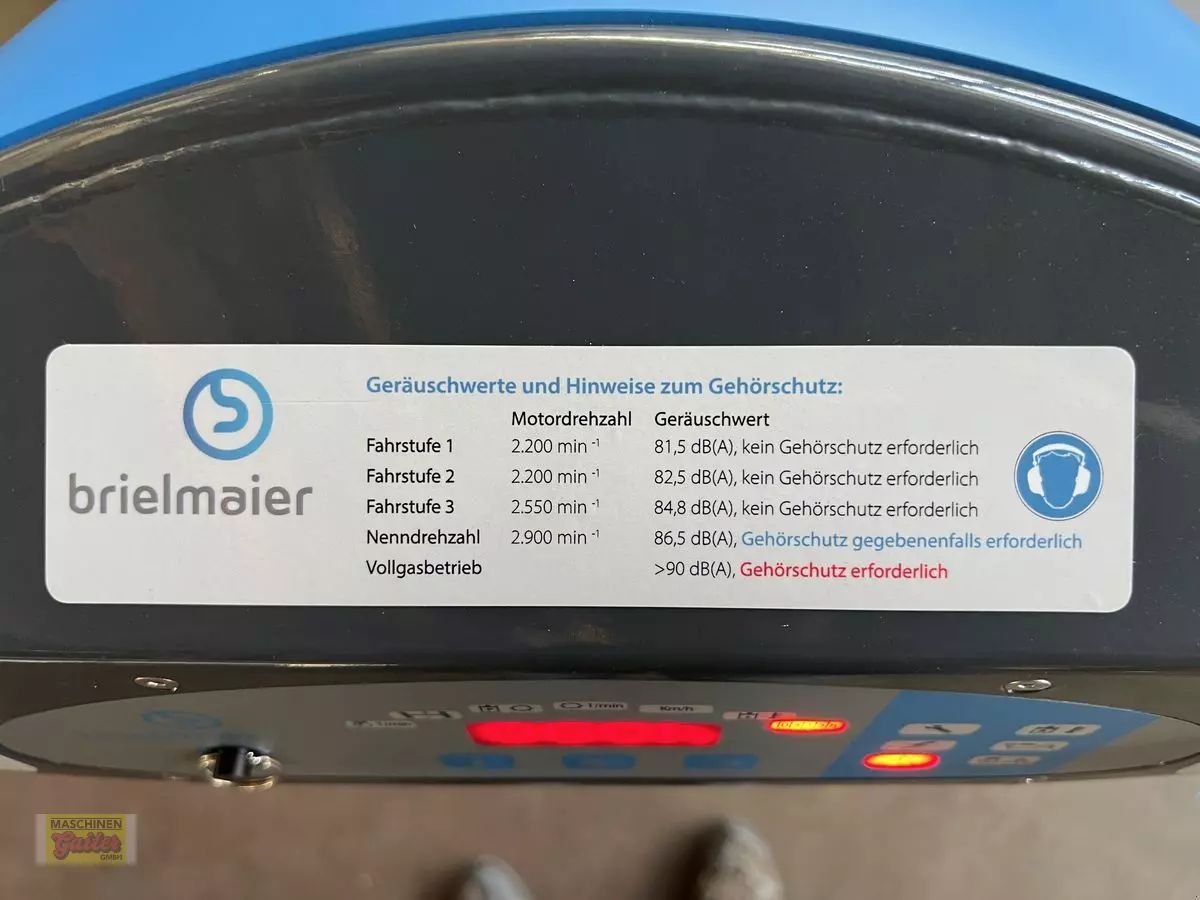 brielmaier
Geräuschwerte und Hinweise zum Gehörschutz:
Motordrehzahl Geräuschwert
Fahrstufe 1 2.200 min -1 81,5 dB(A), kein Gehörschutz erforderlich
Fahrstufe 2 2.200 min -1 82,5 dB(A), kein Gehörschutz erforderlich
Fahrstufe 3 2.550 min -1 84,8 dB(A), kein Gehörschutz erforderlich
Nenndrehzahl 2.900 min -1 86,5 dB(A), Gehörschutz gegebenenfalls erforderlich
Vollgasbetrieb >90 dB(A), Gehörschutz erforderlich
1/min 1/min Km/h
MASCHINEN
Gailer
GMBH